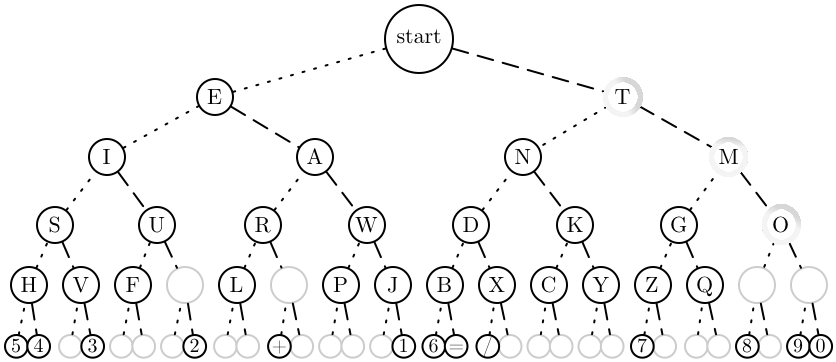 start
E T
I A N M
S U R W D K G O
H V F L P J B X C Y Z Q
5 4 3 2 + 1 6 = / 7 8 9 0